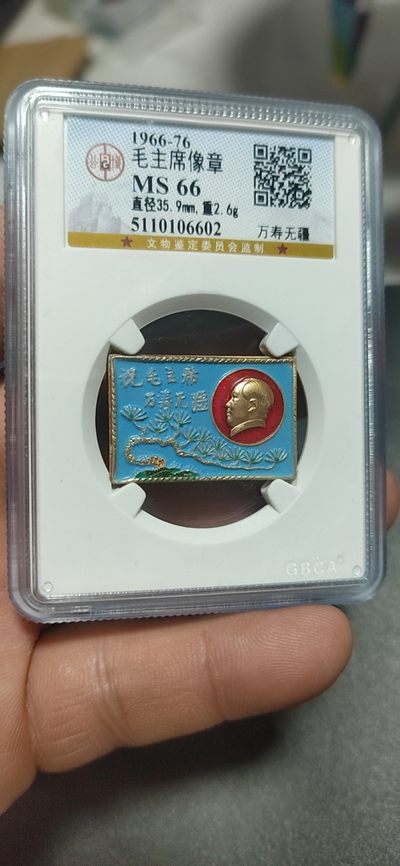 1966-76
毛主席像章
MS 66
直径35.9mm,重2.6g
5110106602
万寿无疆
文物鉴定委员会监制
祝毛主席
万寿无疆
GBCA